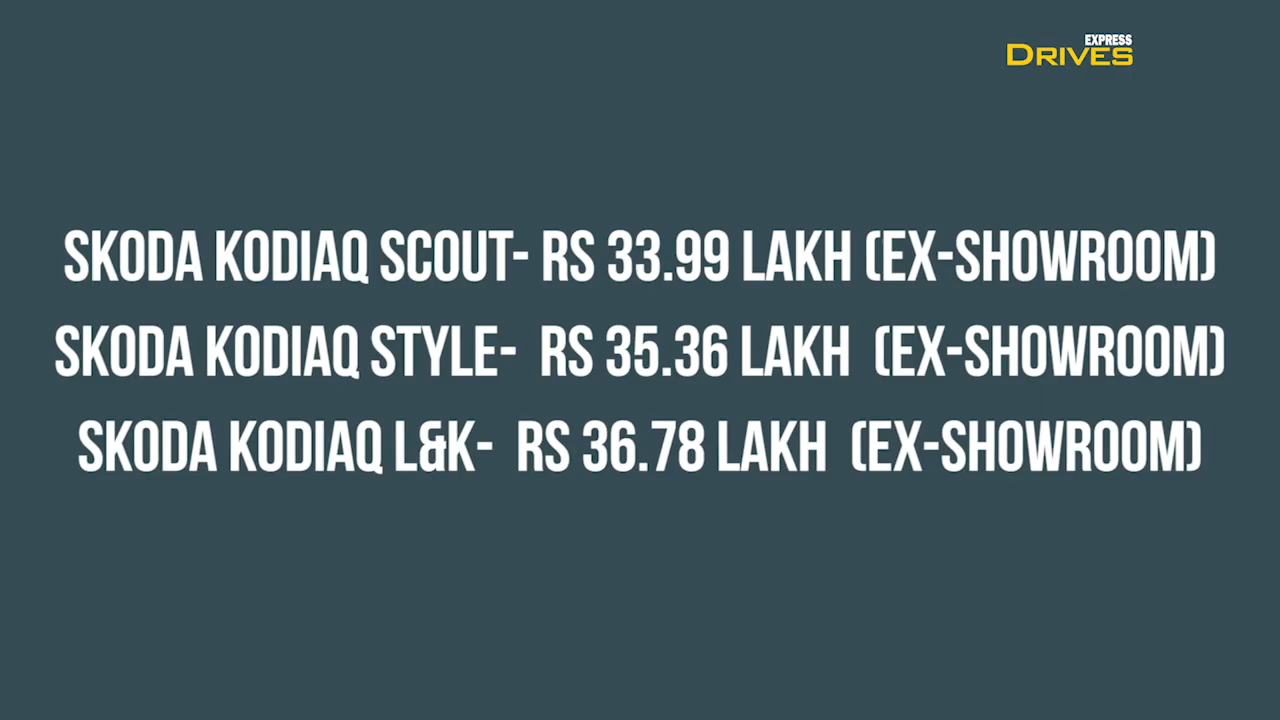 EXPRESS
DRIVES
SKODA KODIAQ SCOUT- RS 33.99 LAKH (EX-SHOWROOM)
SKODA KODIAQ STYLE- RS 35.36 LAKH (EX-SHOWROOM)
SKODA KODIAQ L&K- RS 36.78 LAKH (EX-SHOWROOM)